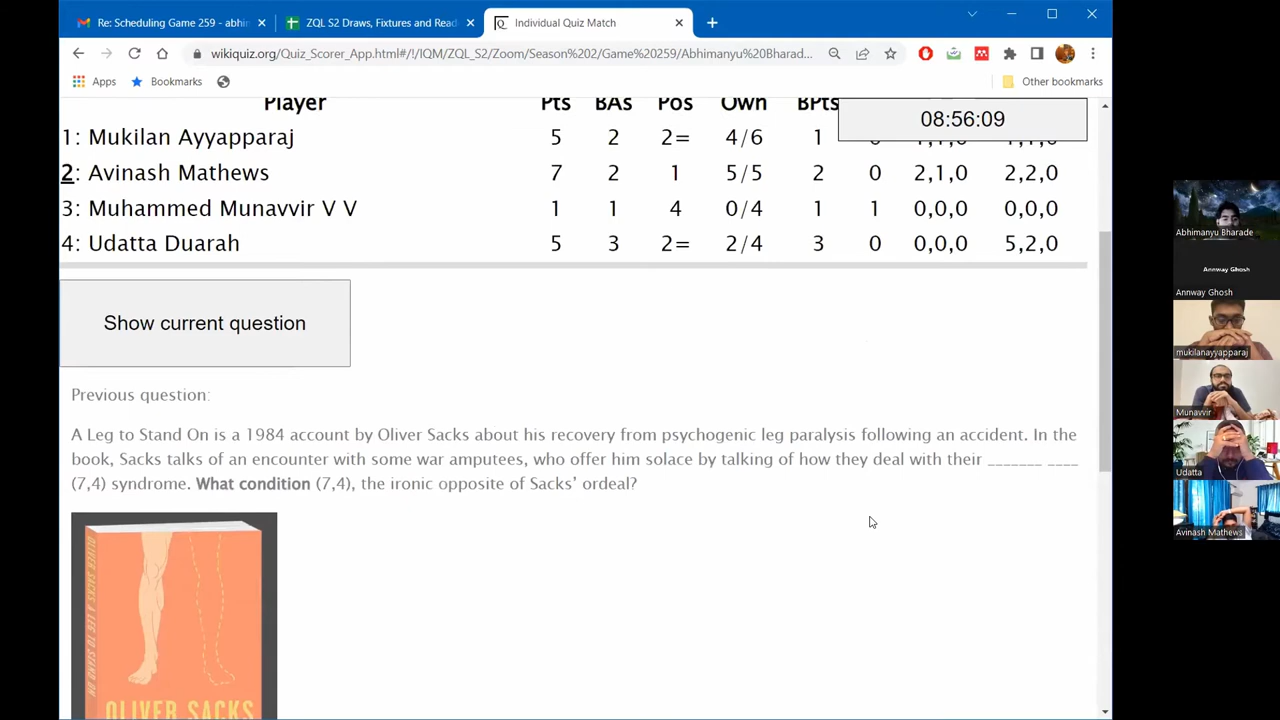 Re: Scheduling Game 259 - abhin
ZQL S2 Draws, Fixtures and Read
Individual Quiz Match
wikiquiz.org/Quiz_Scorer_App.html#/!/IQM/ZQL_S2/Zoom/Season%202/Game%20259/Abhimanyu%20Bharad...
Apps
Bookmarks
Other bookmarks
Player Pts BAs Pos Own BPts
08:56:09
1: Mukilan Ayyapparaj 5 2 2= 4/6 1
2: Avinash Mathews 7 2 1 5/5 2 0 2,1,0 2,2,0
3: Muhammed Munavvir V V 1 1 4 0/4 1 1 0,0,0 0,0,0
4: Udatta Duarah 5 3 2= 2/4 3 0 0,0,0 5,2,0
Show current question
Previous question:
A Leg to Stand On is a 1984 account by Oliver Sacks about his recovery from psychogenic leg paralysis following an accident. In the
book, Sacks talks of an encounter with some war amputees, who offer him solace by talking of how they deal with their _______ ____
(7,4) syndrome. What condition (7,4), the ironic opposite of Sacks' ordeal?
OLIVER SACKS A LEG TO STAND ON
OLIVER SACKS
Abhimanyu Bharade
Annway Ghosh
Annway Ghosh
mukilanayyapparaj
Munavvir
Udatta
Avinash Mathews